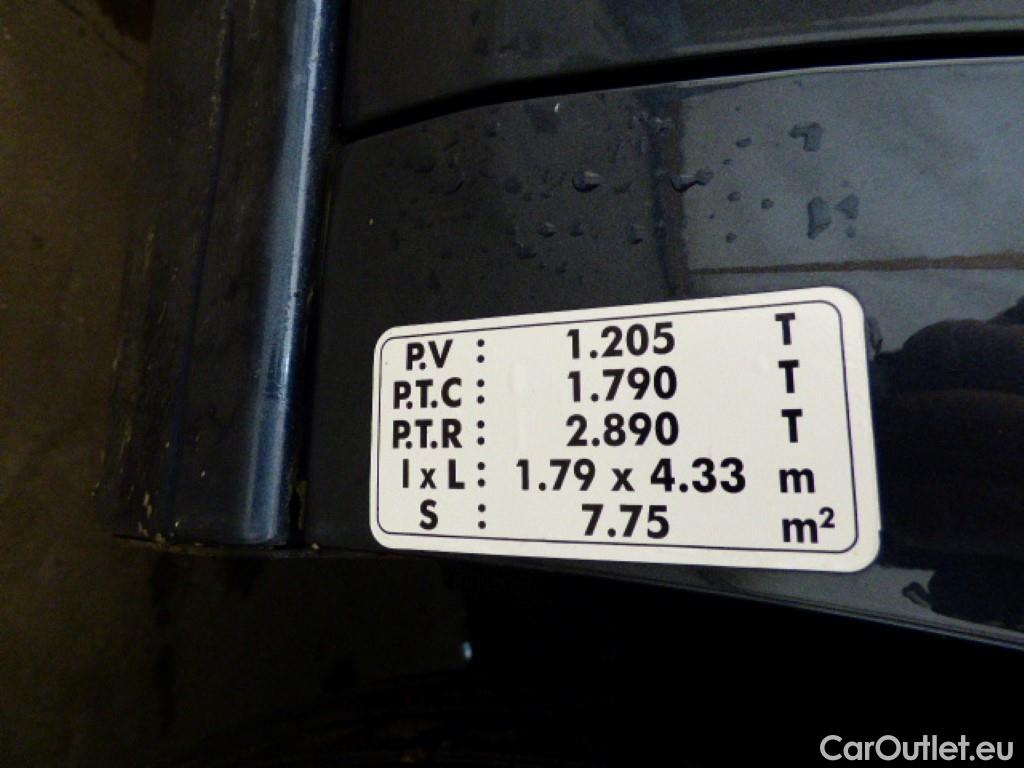 P.V : 1.205 T
P.T.C : 1.790 T
P.T.R : 2.890 T
l x L : 1.79 x 4.33 m
S : 7.75 m²
CarOutlet.eu